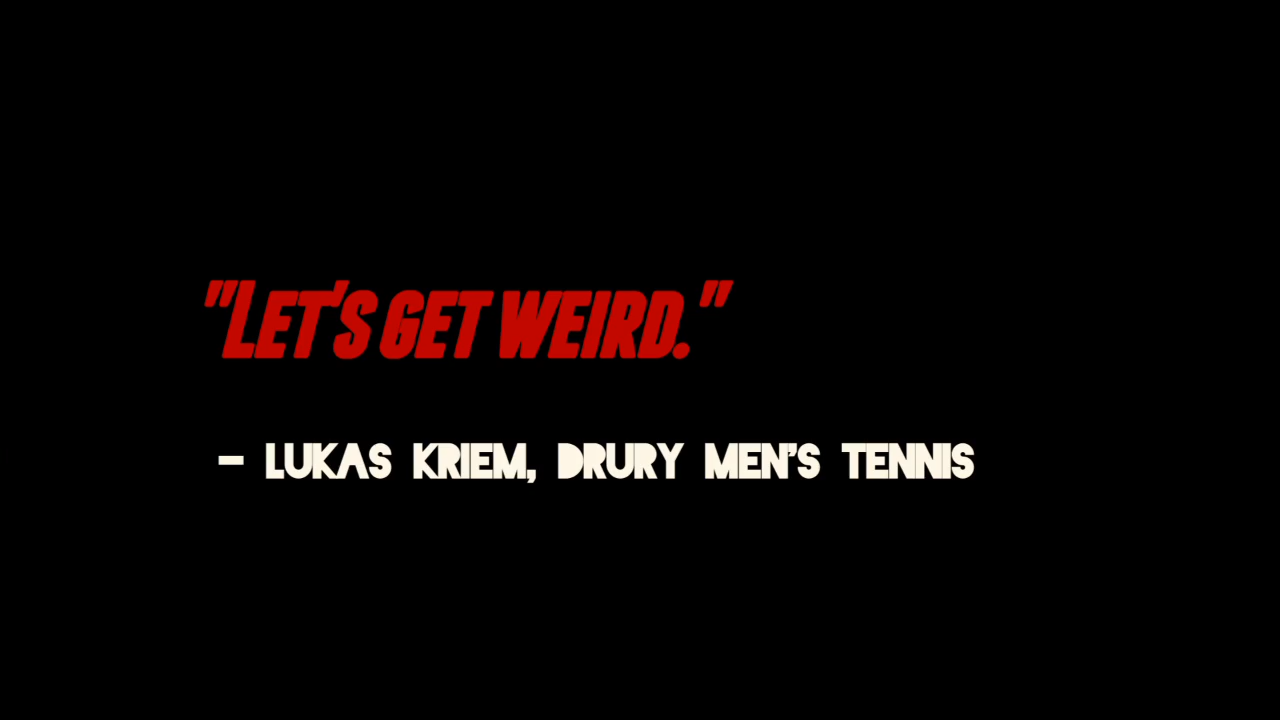 "LET'S GET WEIRD."
– LUKAS KRIEM, DRURY MEN'S TENNIS